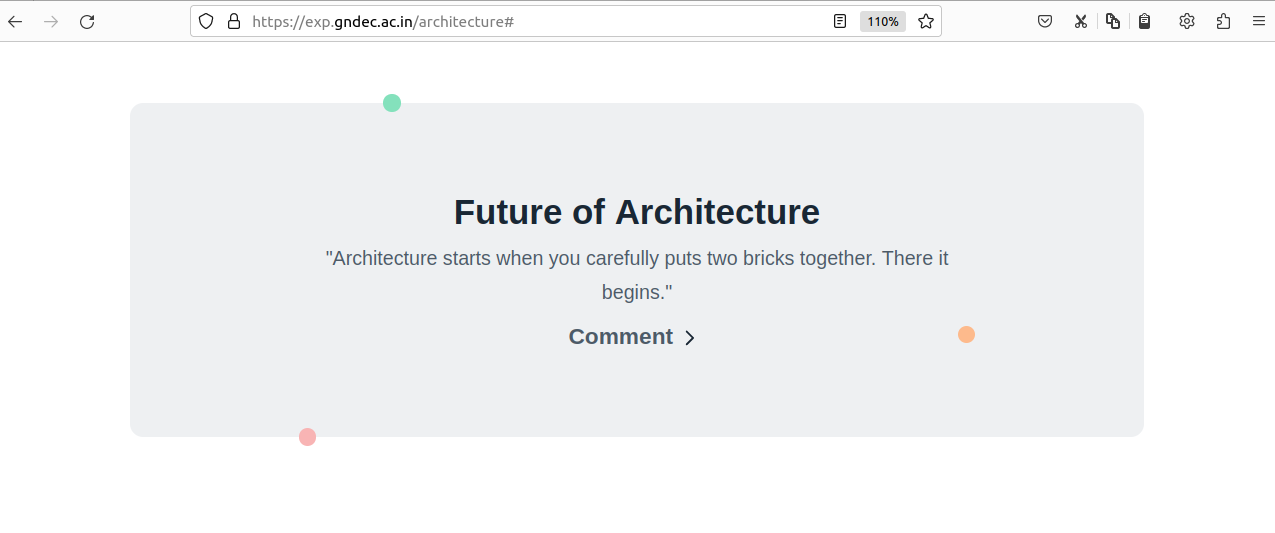 https://exp.gndec.ac.in/architecture#
110%
Future of Architecture
"Architecture starts when you carefully puts two bricks together. There it
begins."
Comment